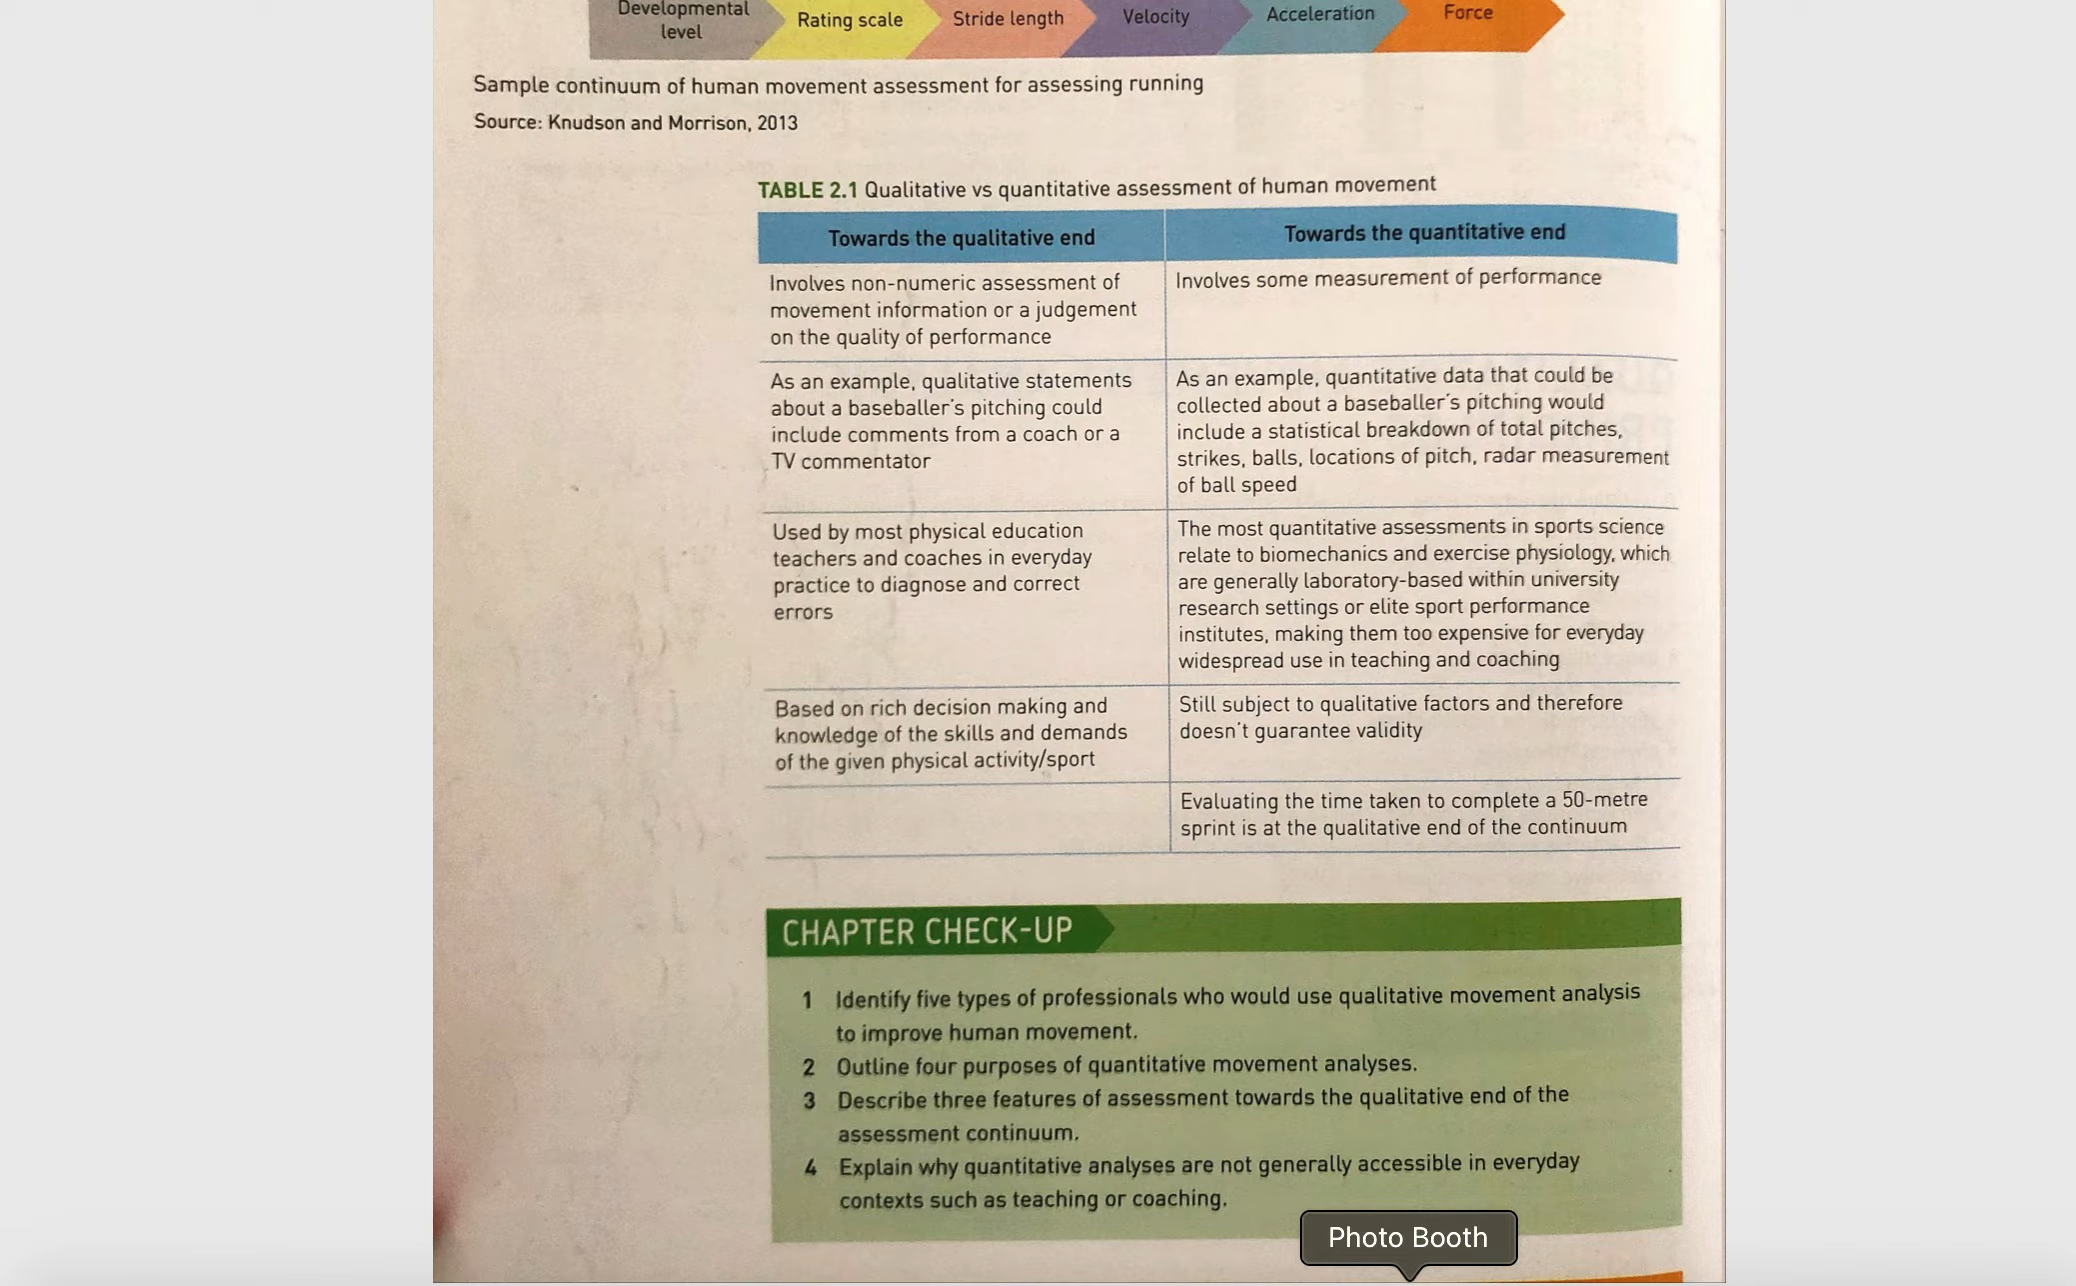 Developmental
level
Rating scale
Stride length
Velocity
Acceleration
Force
Sample continuum of human movement assessment for assessing running
Source: Knudson and Morrison, 2013
TABLE 2.1 Qualitative vs quantitative assessment of human movement
Towards the qualitative end
Towards the quantitative end
Involves non-numeric assessment of
movement information or a judgement
on the quality of performance
Involves some measurement of performance
As an example, qualitative statements
about a baseballer's pitching could
include comments from a coach or a
TV commentator
As an example, quantitative data that could be
collected about a baseballer's pitching would
include a statistical breakdown of total pitches,
strikes, balls, locations of pitch, radar measurement
of ball speed
Used by most physical education
teachers and coaches in everyday
practice to diagnose and correct
errors
The most quantitative assessments in sports science
relate to biomechanics and exercise physiology, which
are generally laboratory-based within university
research settings or elite sport performance
institutes, making them too expensive for everyday
widespread use in teaching and coaching
Based on rich decision making and
knowledge of the skills and demands
of the given physical activity/sport
Still subject to qualitative factors and therefore
doesn't guarantee validity
Evaluating the time taken to complete a 50-metre
sprint is at the qualitative end of the continuum
CHAPTER CHECK-UP
1 Identify five types of professionals who would use qualitative movement analysis
to improve human movement.
2 Outline four purposes of quantitative movement analyses.
3 Describe three features of assessment towards the qualitative end of the
assessment continuum.
4 Explain why quantitative analyses are not generally accessible in everyday
contexts such as teaching or coaching.
Photo Booth